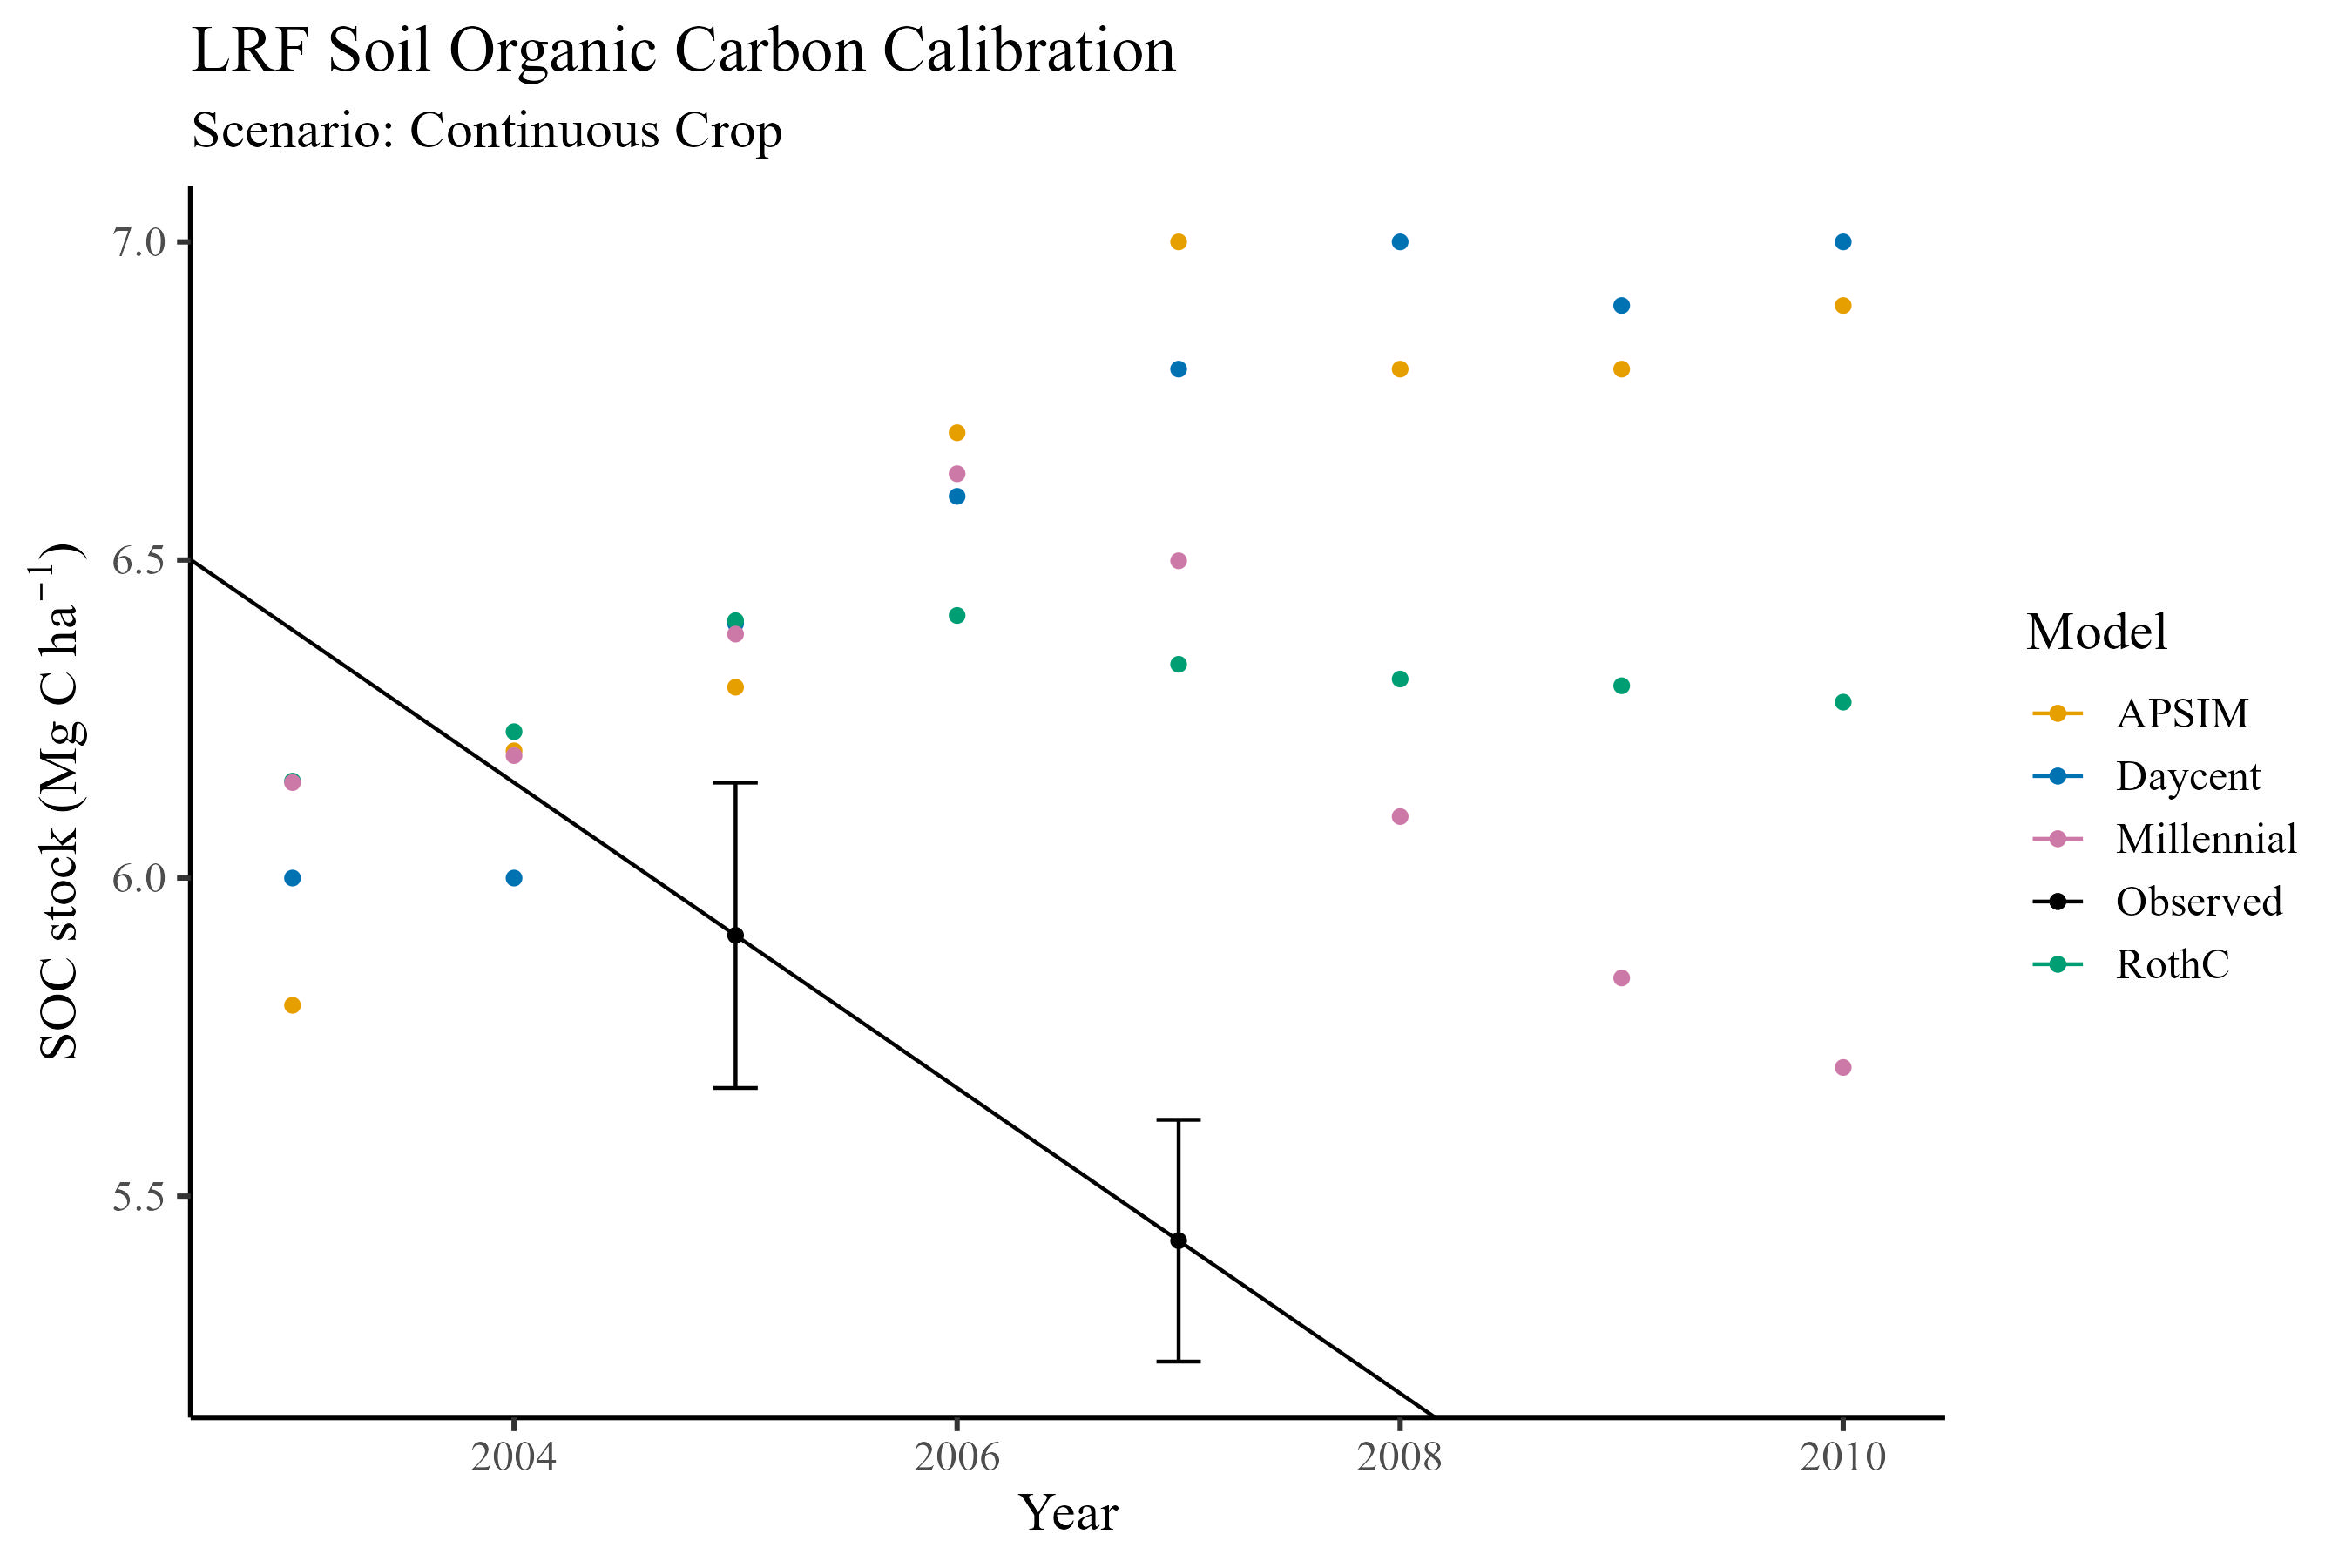 LRF Soil Organic Carbon Calibration
Scenario: Continuous Crop
7.0
6.5
6.0
5.5
SOC stock (Mg C ha⁻¹)
2004
2006
2008
2010
Year
Model
APSIM
Daycent
Millennial
Observed
RothC